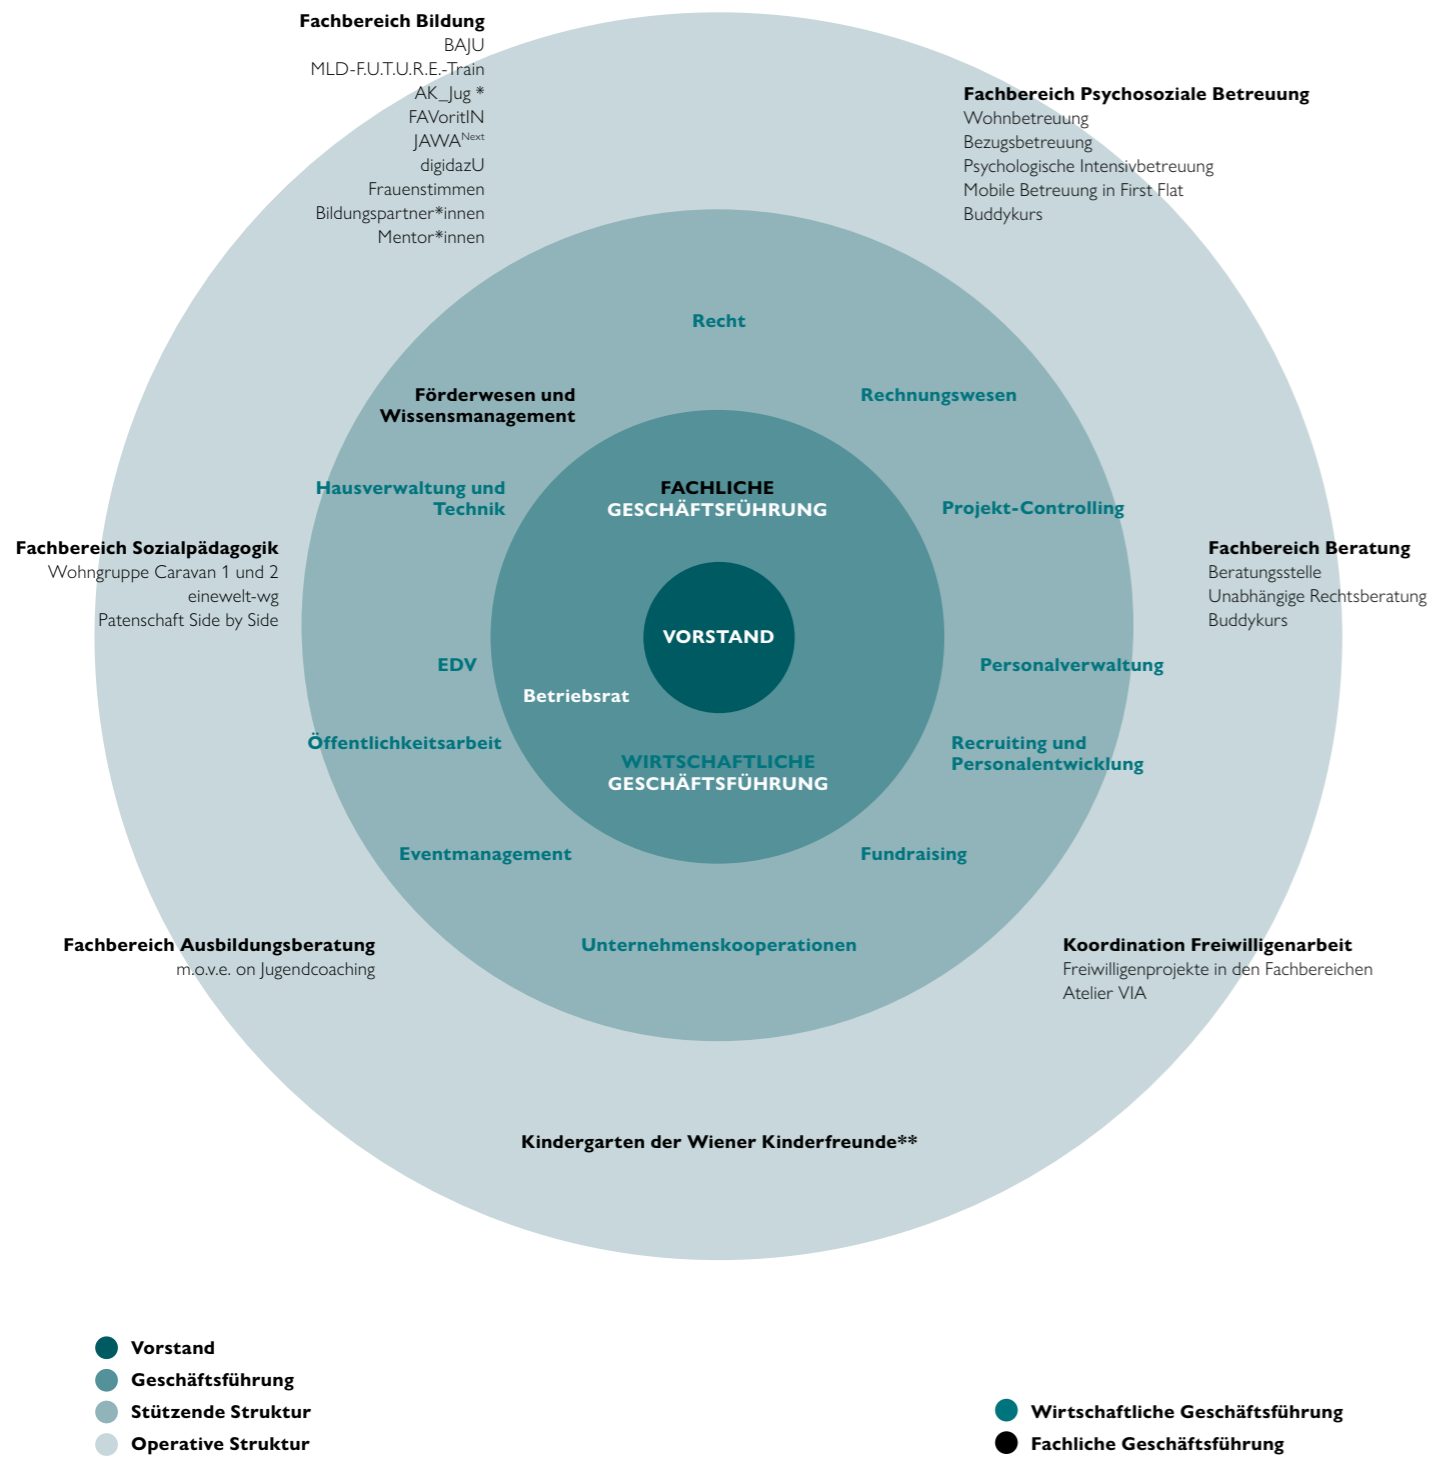 Fachbereich Bildung
BAJU
MLD-F.U.T.U.R.E.-Train
AK_Jug *
FAVoritIN
JAWA^Next
digidazU
Frauenstimmen
Bildungspartner*innen
Mentor*innen
Fachbereich Psychosoziale Betreuung
Wohnbetreuung
Bezugsbetreuung
Psychologische Intensivbetreuung
Mobile Betreuung in First Flat
Buddykurs
Recht
Förderwesen und
Wissensmanagement
Rechnungswesen
Hausverwaltung und
Technik
FACHLICHE
GESCHÄFTSFÜHRUNG
Projekt-Controlling
Fachbereich Sozialpädagogik
Wohngruppe Caravan 1 und 2
einewelt-wg
Patenschaft Side by Side
Fachbereich Beratung
Beratungsstelle
Unabhängige Rechtsberatung
Buddykurs
VORSTAND
EDV
Betriebsrat
Personalverwaltung
Öffentlichkeitsarbeit
WIRTSCHAFTLICHE
GESCHÄFTSFÜHRUNG
Recruiting und
Personalentwicklung
Eventmanagement
Fundraising
Fachbereich Ausbildungsberatung
m.o.v.e. on Jugendcoaching
Unternehmenskooperationen
Koordination Freiwilligenarbeit
Freiwilligenprojekte in den Fachbereichen
Atelier VIA
Kindergarten der Wiener Kinderfreunde**
Vorstand
Geschäftsführung
Stützende Struktur
Operative Struktur
Wirtschaftliche Geschäftsführung
Fachliche Geschäftsführung